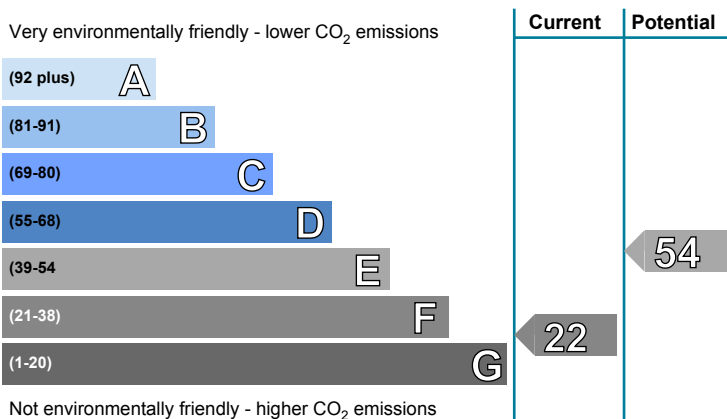 Very environmentally friendly - lower CO₂ emissions
Current
Potential
(92 plus) A
(81-91) B
(69-80) C
(55-68) D
(39-54 E
(21-38) F
(1-20) G
54
22
Not environmentally friendly - higher CO₂ emissions